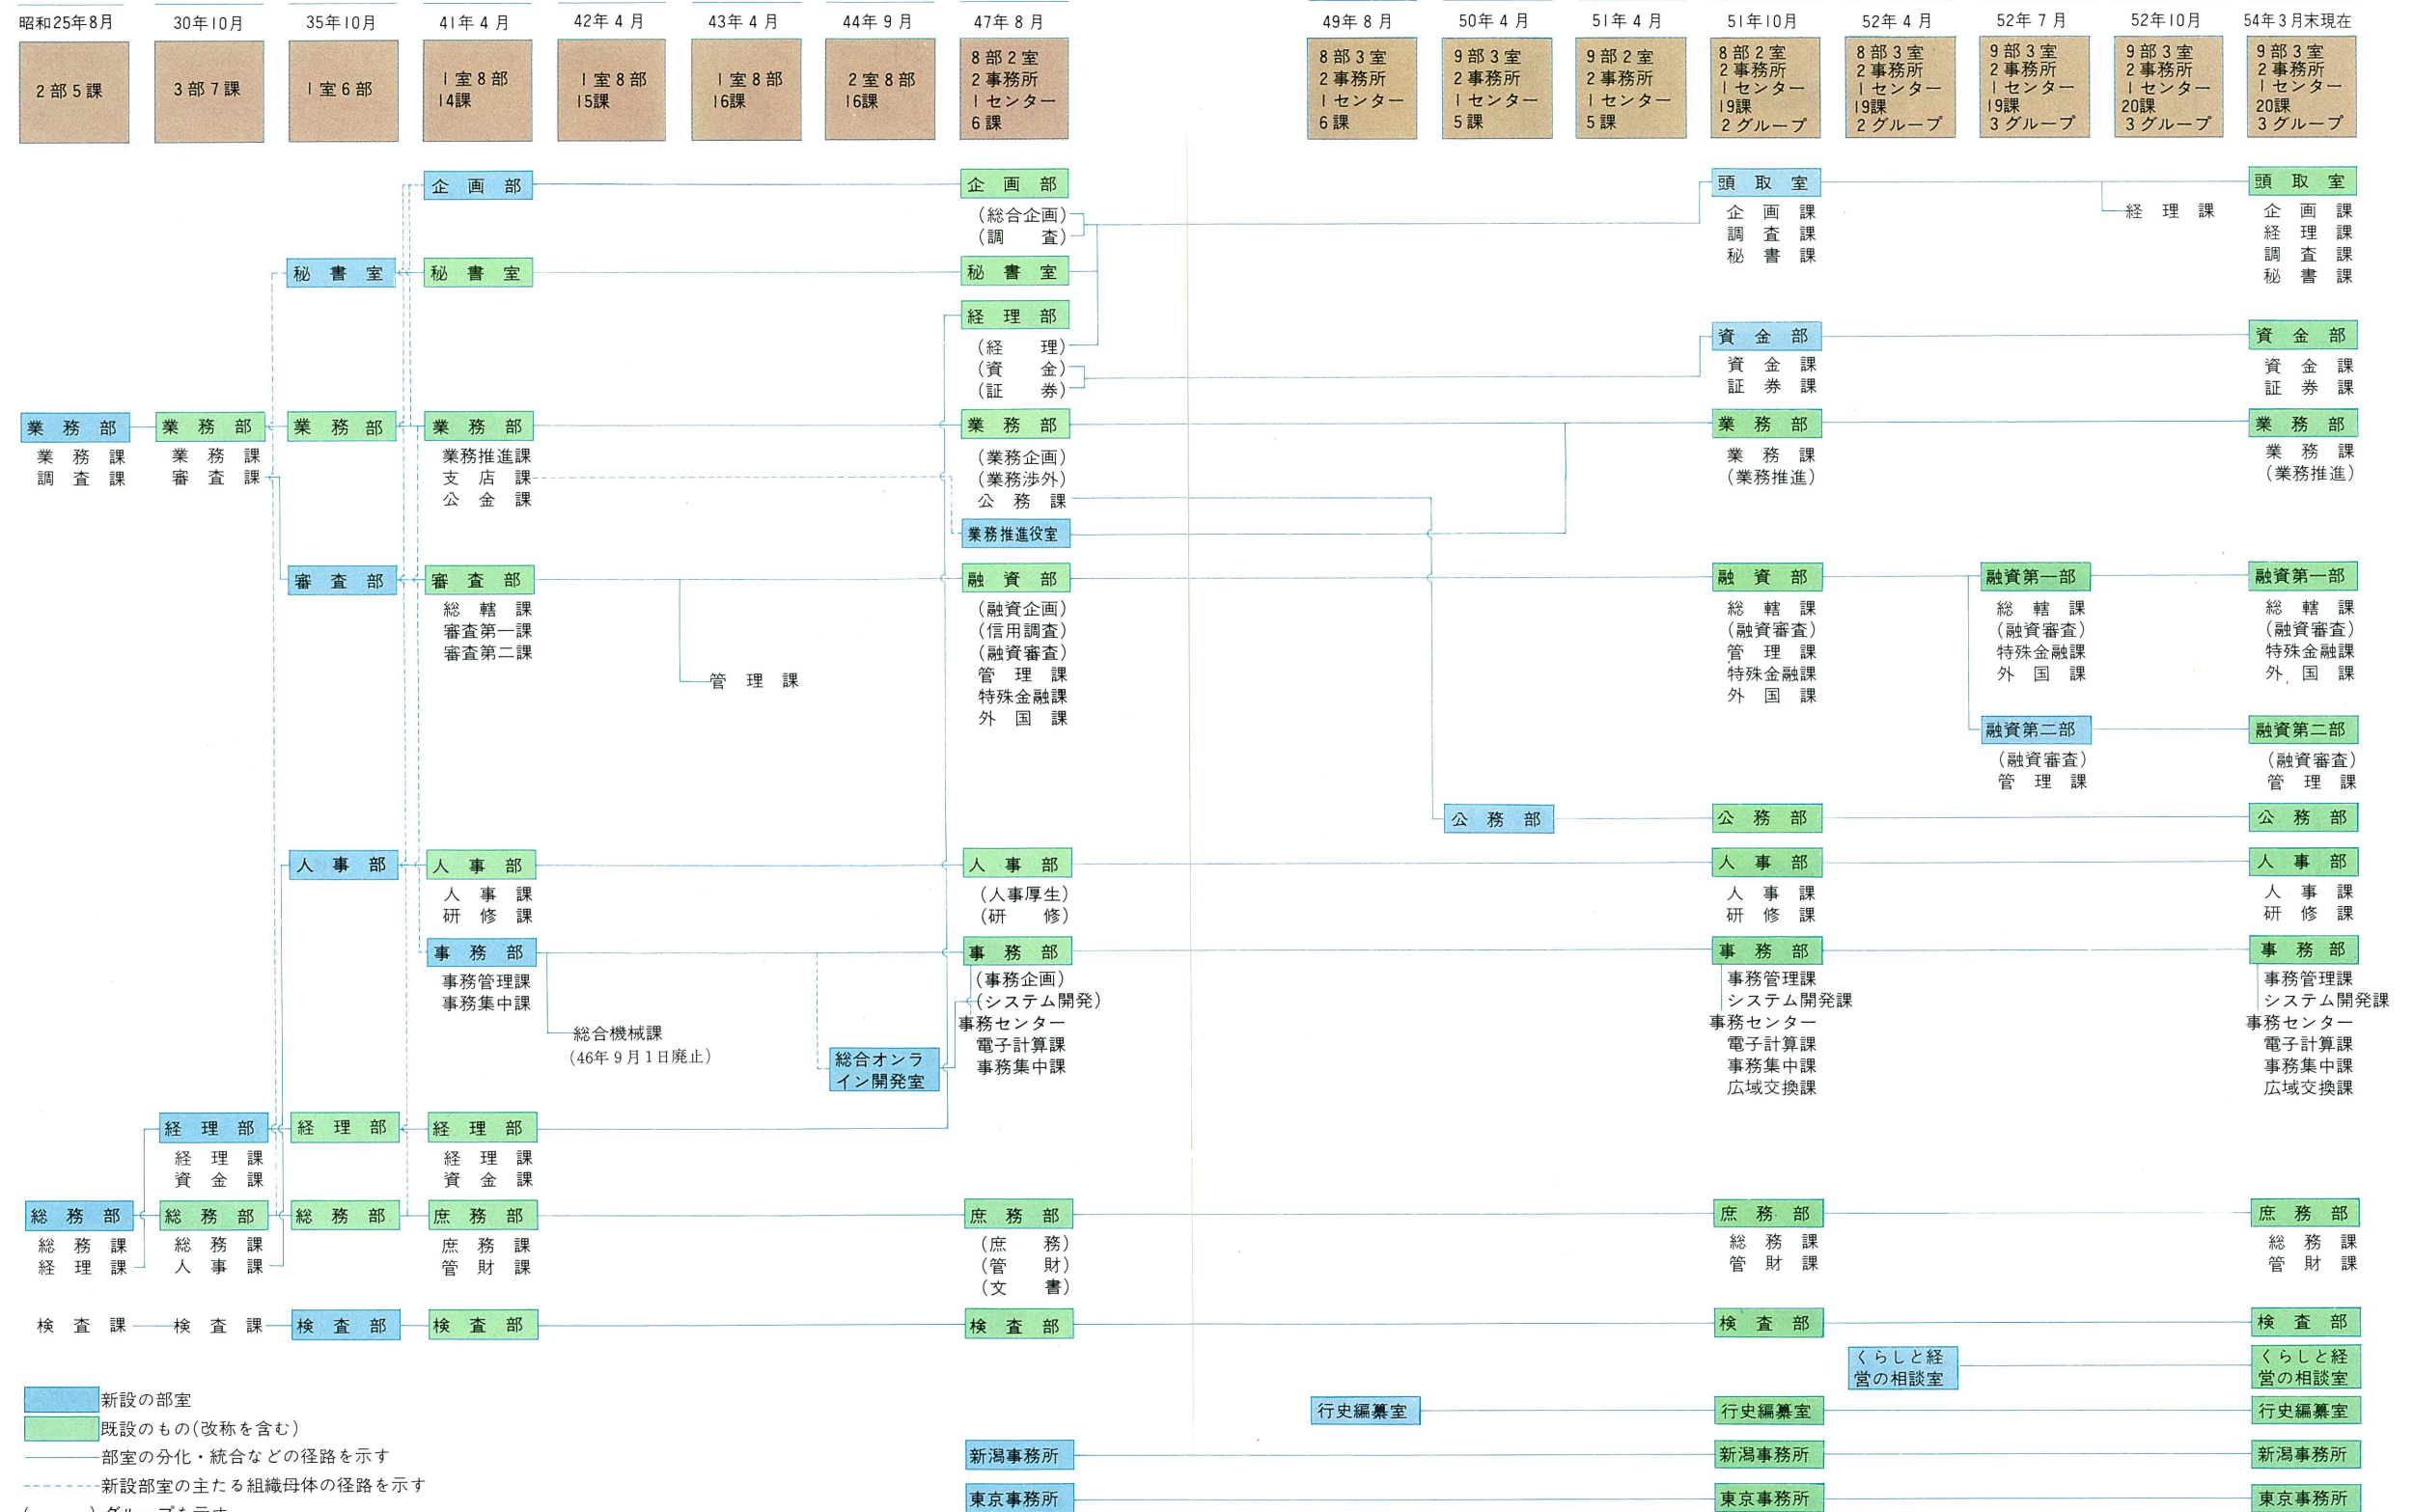 昭和25年8月
30年10月
35年10月
41年4月
42年4月
43年4月
44年9月
47年8月
49年8月
50年4月
51年4月
51年10月
52年4月
52年7月
52年10月
54年3月末現在
2部5課
3部7課
1室6部
1室8部
14課
1室8部
15課
1室8部
16課
2室8部
16課
8部2室
2事務所
1センター
6課
8部3室
2事務所
1センター
6課
9部3室
2事務所
1センター
5課
9部2室
2事務所
1センター
5課
8部2室
2事務所
1センター
19課
2グループ
8部3室
2事務所
1センター
19課
2グループ
9部3室
2事務所
1センター
19課
3グループ
9部3室
2事務所
1センター
20課
3グループ
9部3室
2事務所
1センター
20課
3グループ
企画部
企画部
(総合企画)
(調査)
頭取室
企画課
調査課
秘書課
経理課
頭取室
企画課
経理課
調査課
秘書課
秘書室
秘書室
秘書室
経理部
(経理)
(資金)
(証券)
資金部
資金課
証券課
資金部
資金課
証券課
業務部
業務課
調査課
業務部
業務課
審査課
業務部
業務部
業務推進課
支店課
公金課
業務部
(業務企画)
(業務渉外)
公務課
業務推進役室
業務部
業務課
(業務推進)
業務部
業務課
(業務推進)
審査部
審査部
総轄課
審査第一課
審査第二課
管理課
融資部
(融資企画)
(信用調査)
(融資審査)
管理課
特殊金融課
外国課
融資部
総轄課
(融資審査)
管理課
特殊金融課
外国課
融資第一部
総轄課
(融資審査)
特殊金融課
外国課
融資第一部
総轄課
(融資審査)
特殊金融課
外国課
融資第二部
(融資審査)
管理課
融資第二部
(融資審査)
管理課
公務部
公務部
公務部
人事部
人事部
人事課
研修課
人事部
(人事厚生)
(研修)
人事部
人事課
研修課
人事部
人事課
研修課
事務部
事務管理課
事務集中課
総合機械課
(46年9月1日廃止)
総合オンラ
イン開発室
事務部
(事務企画)
(システム開発)
事務センター
電子計算課
事務集中課
事務部
事務管理課
システム開発課
事務センター
電子計算課
事務集中課
広域交換課
事務部
事務管理課
システム開発課
事務センター
電子計算課
事務集中課
広域交換課
経理部
経理課
資金課
経理部
経理部
経理課
資金課
総務部
総務課
経理課
総務部
総務課
人事課
総務部
庶務部
庶務課
管財課
庶務部
(庶務)
(管財)
(文書)
庶務部
総務課
管財課
庶務部
総務課
管財課
検査課
検査課
検査部
検査部
検査部
検査部
検査部
くらしと経
営の相談室
くらしと経
営の相談室
行史編纂室
行史編纂室
行史編纂室
新潟事務所
新潟事務所
新潟事務所
東京事務所
東京事務所
東京事務所
新設の部室
既設のもの(改称を含む)
部室の分化・統合などの径路を示す
新設部室の主たる組織母体の径路を示す